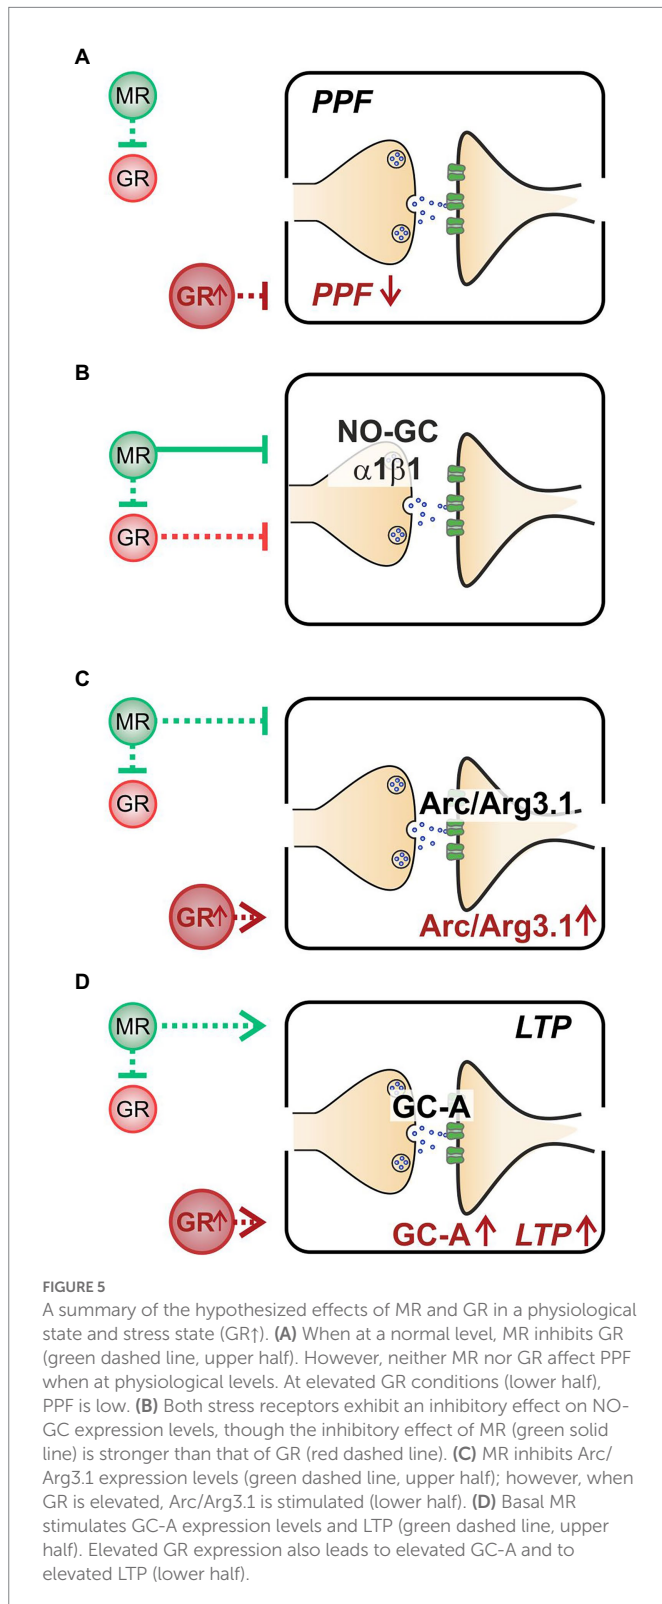 A
MR
PPF
GR
GR↑
PPF ↓
B
MR
NO-GC
α1β1
GR
C
MR
Arc/Arg3.1
GR
GR↑
Arc/Arg3.1↑
D
MR
LTP
GC-A
GR
GR↑
GC-A↑ LTP↑
FIGURE 5
A summary of the hypothesized effects of MR and GR in a physiological
state and stress state (GR↑). (A) When at a normal level, MR inhibits GR
(green dashed line, upper half). However, neither MR nor GR affect PPF
when at physiological levels. At elevated GR conditions (lower half),
PPF is low. (B) Both stress receptors exhibit an inhibitory effect on NO-
GC expression levels, though the inhibitory effect of MR (green solid
line) is stronger than that of GR (red dashed line). (C) MR inhibits Arc/
Arg3.1 expression levels (green dashed line, upper half); however, when
GR is elevated, Arc/Arg3.1 is stimulated (lower half). (D) Basal MR
stimulates GC-A expression levels and LTP (green dashed line, upper
half). Elevated GR expression also leads to elevated GC-A and to
elevated LTP (lower half).